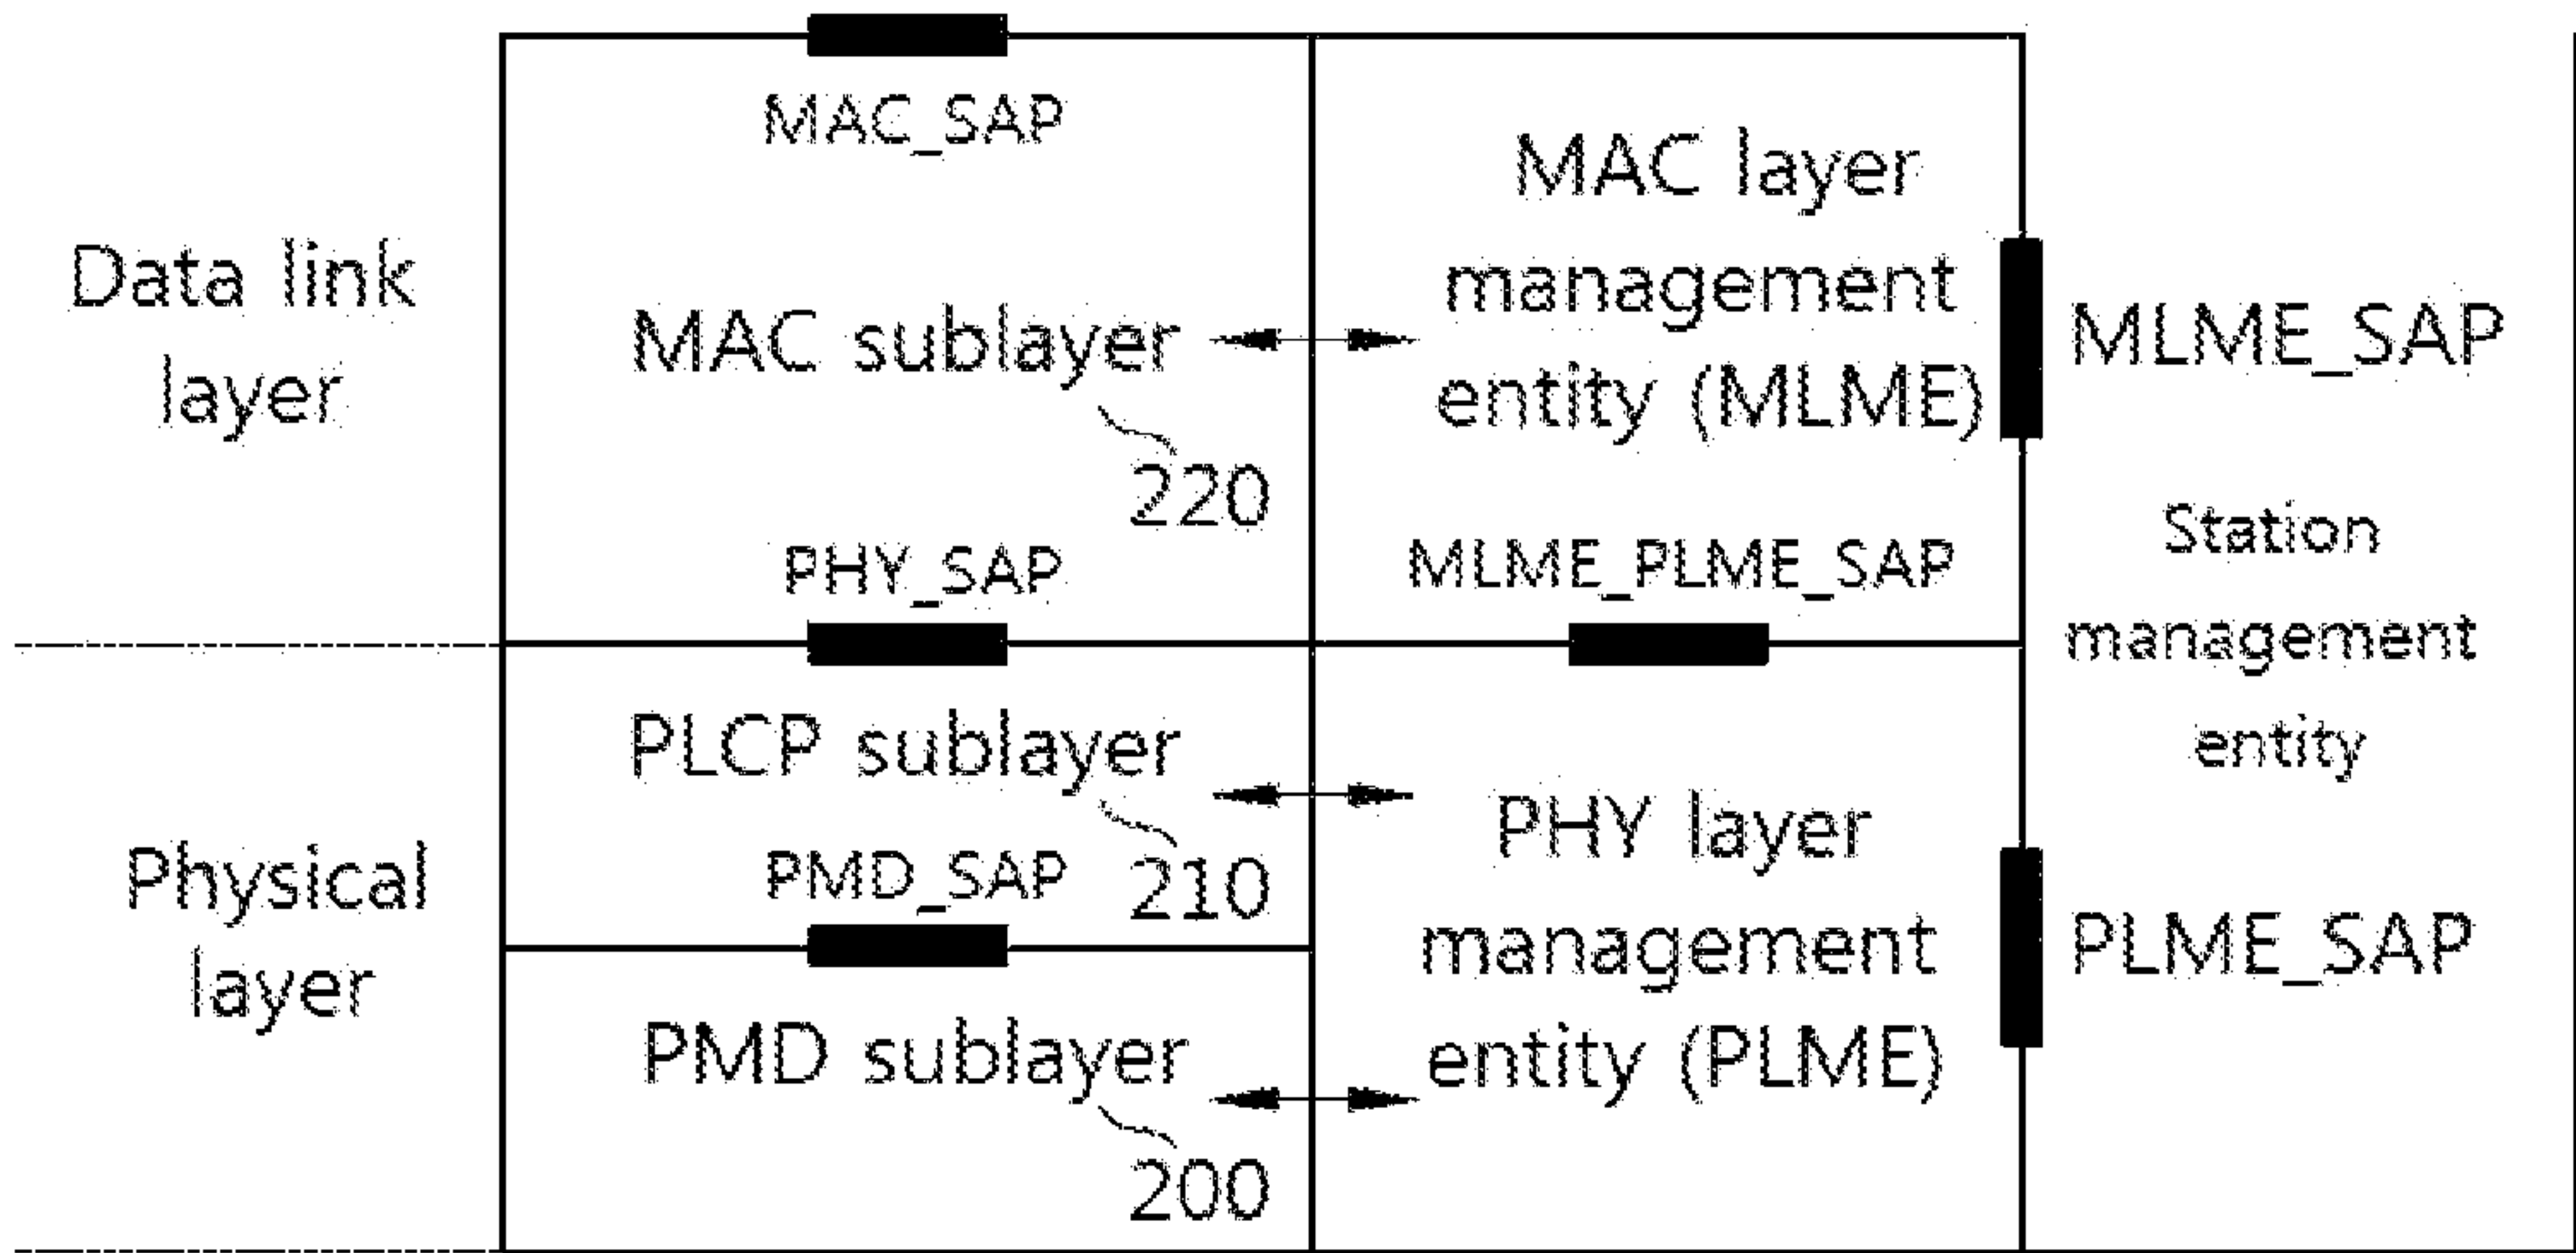 Data link
layer
Physical
layer
MAC_SAP
MAC sublayer
220
PHY_SAP
PLCP sublayer
210
PMD_SAP
PMD sublayer
200
MAC layer
management
entity (MLME)
MLME_PLME_SAP
PHY layer
management
entity (PLME)
MLME_SAP
Station
management
entity
PLME_SAP